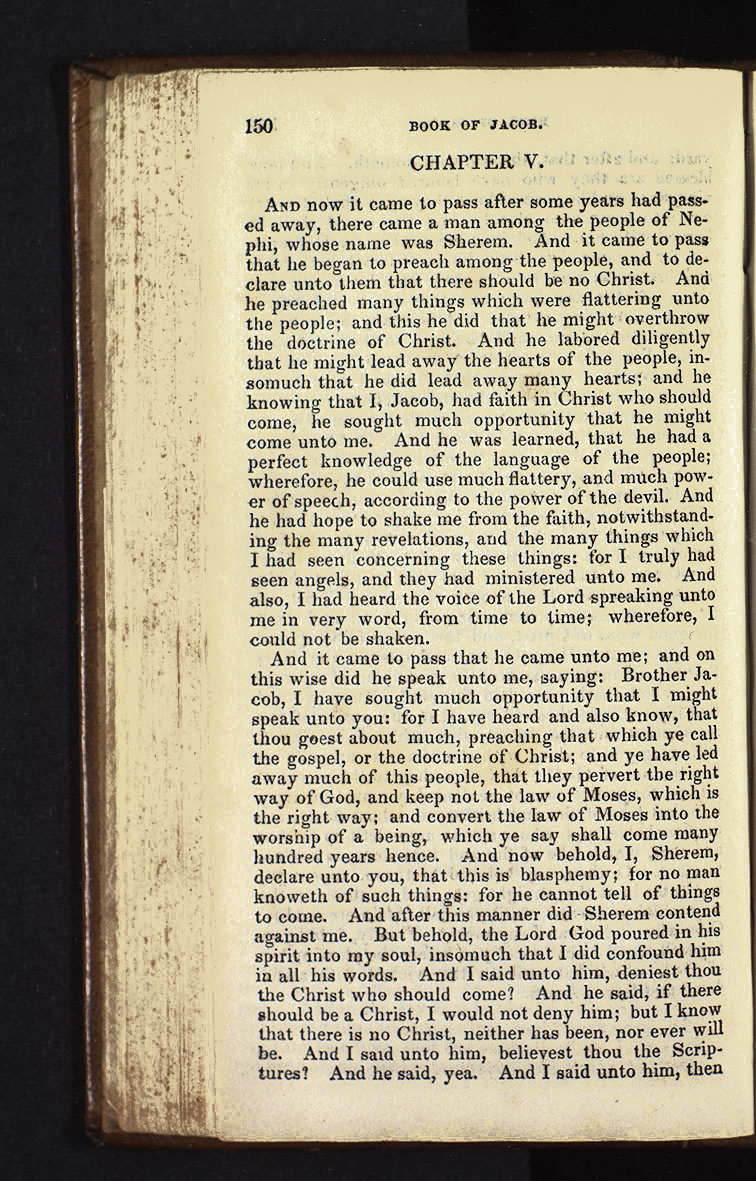 150
BOOK OF JACOB.
CHAPTER V.
And now it came to pass after some years had pass-
ed away, there came a man among the people of Ne-
phi, whose name was Sherem. And it came to pass
that he began to preach among the people, and to de-
clare unto them that there should be no Christ. And
he preached many things which were flattering unto
the people; and this he did that he might overthrow
the doctrine of Christ. And he labored diligently
that he might lead away the hearts of the people, in-
somuch that he did lead away many hearts; and he
knowing that I, Jacob, had faith in Christ who should
come, he sought much opportunity that he might
come unto me. And he was learned, that he had a
perfect knowledge of the language of the people;
wherefore, he could use much flattery, and much pow-
er of speech, according to the power of the devil. And
he had hope to shake me from the faith, notwithstand-
ing the many revelations, and the many things which
I had seen concerning these things: for I truly had
seen angels, and they had ministered unto me. And
also, I had heard the voice of the Lord spreaking unto
me in very word, from time to time; wherefore, I
could not be shaken.
And it came to pass that he came unto me; and on
this wise did he speak unto me, saying: Brother Ja-
cob, I have sought much opportunity that I might
speak unto you: for I have heard and also know, that
thou goest about much, preaching that which ye call
the gospel, or the doctrine of Christ; and ye have led
away much of this people, that they pervert the right
way of God, and keep not the law of Moses, which is
the right way; and convert the law of Moses into the
worship of a being, which ye say shall come many
hundred years hence. And now behold, I, Sherem,
declare unto you, that this is blasphemy; for no man
knoweth of such things: for he cannot tell of things
to come. And after this manner did Sherem contend
against me. But behold, the Lord God poured in his
spirit into my soul, insomuch that I did confound him
in all his words. And I said unto him, deniest thou
the Christ who should come? And he said, if there
should be a Christ, I would not deny him; but I know
that there is no Christ, neither has been, nor ever will
be. And I said unto him, believest thou the Scrip-
tures? And he said, yea. And I said unto him, then